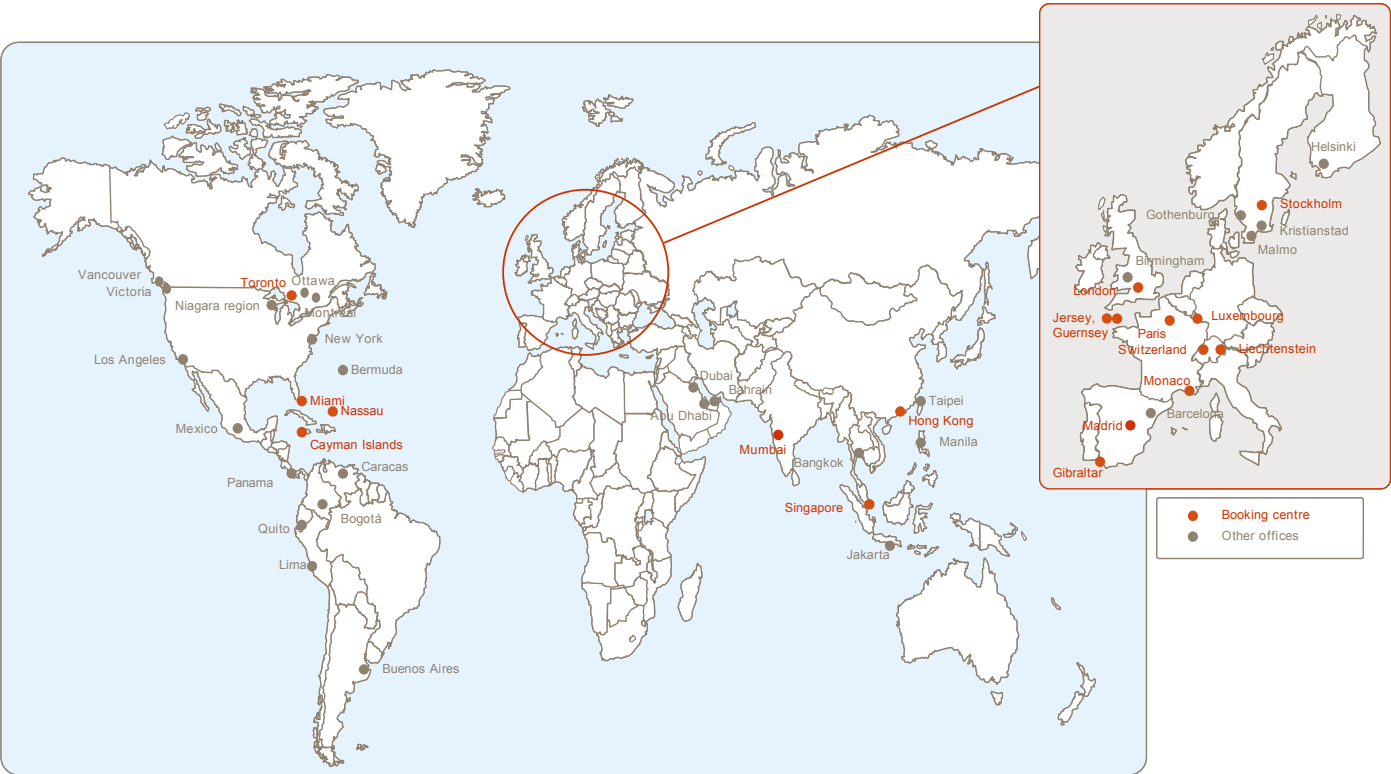 Vancouver
Victoria
Toronto
Ottawa
Niagara region
Montreal
New York
Los Angeles
Bermuda
Miami
Nassau
Mexico
Cayman Islands
Caracas
Panama
Bogotá
Quito
Lima
Buenos Aires
Dubai
Bahrain
Abu Dhabi
Taipei
Hong Kong
Mumbai
Manila
Bangkok
Singapore
Jakarta
Helsinki
Stockholm
Gothenburg
Kristianstad
Malmo
Birmingham
London
Jersey,
Guernsey
Luxembourg
Paris
Switzerland
Liechtenstein
Monaco
Barcelona
Madrid
Gibraltar
Booking centre
Other offices